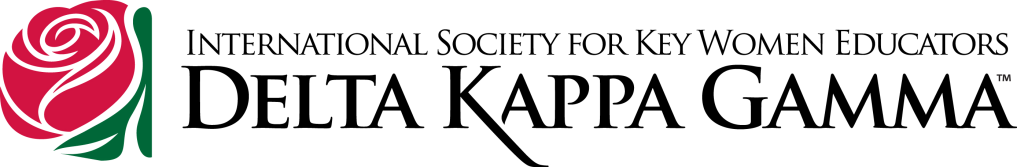 International Society for Key Women Educators
Delta Kappa Gamma™